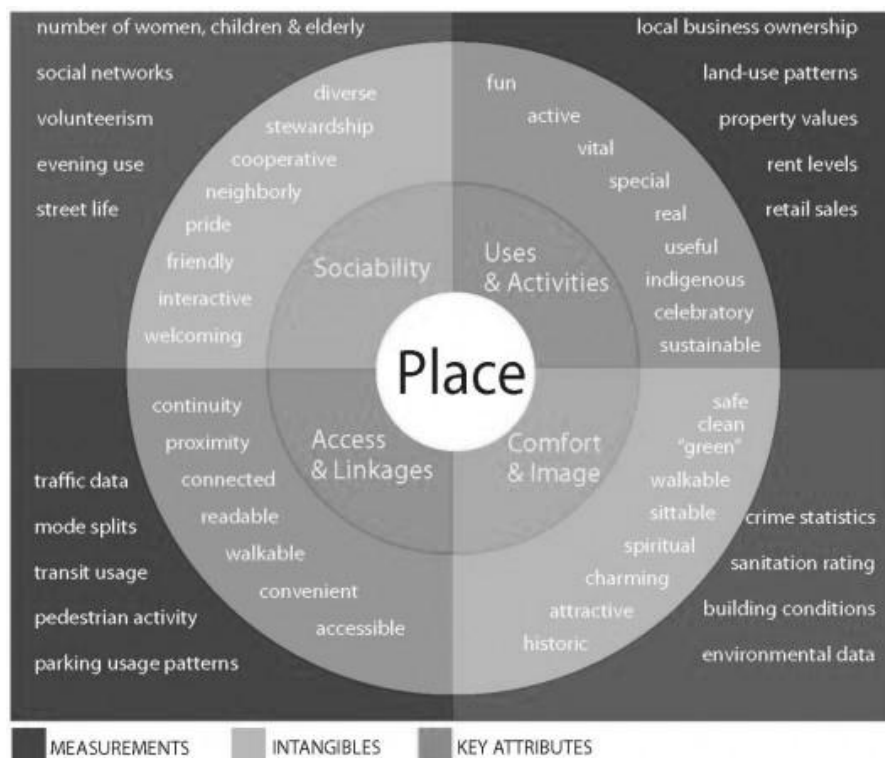 number of women, children & elderly
social networks
volunteerism
evening use
street life
diverse
stewardship
cooperative
neighborly
pride
friendly
interactive
welcoming
Sociability
local business ownership
land-use patterns
property values
rent levels
retail sales
fun
active
vital
special
real
useful
indigenous
celebratory
sustainable
Uses
& Activities
Place
continuity
proximity
connected
readable
walkable
convenient
accessible
Access
& Linkages
traffic data
mode splits
transit usage
pedestrian activity
parking usage patterns
Comfort
& Image
safe
clean
"green"
walkable
sittable
spiritual
charming
attractive
historic
crime statistics
sanitation rating
building conditions
environmental data
MEASUREMENTS
INTANGIBLES
KEY ATTRIBUTES